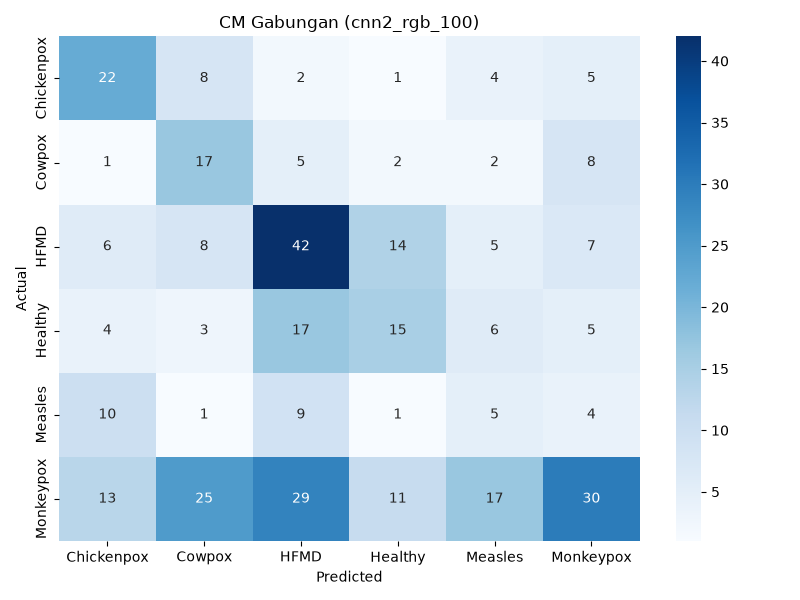 CM Gabungan (cnn2_rgb_100)
Actual
Chickenpox 22 8 2 1 4 5
Cowpox 1 17 5 2 2 8
HFMD 6 8 42 14 5 7
Healthy 4 3 17 15 6 5
Measles 10 1 9 1 5 4
Monkeypox 13 25 29 11 17 30
Chickenpox Cowpox HFMD Healthy Measles Monkeypox
Predicted
40
35
30
25
20
15
10
5